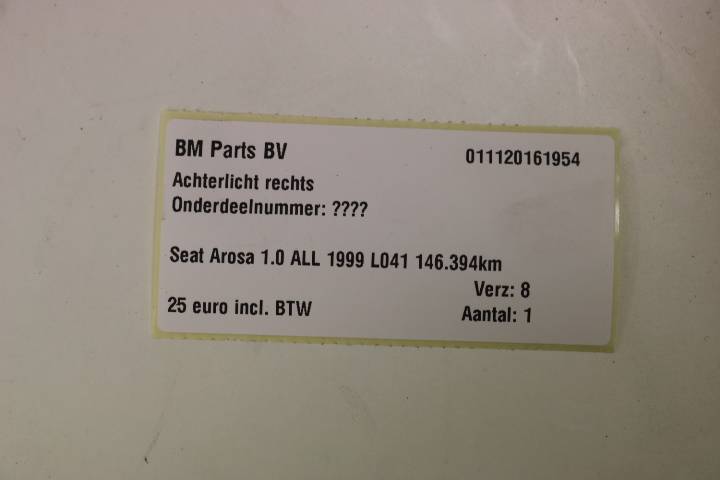 BM Parts BV 011120161954
Achterlicht rechts
Onderdeelnummer: ????
Seat Arosa 1.0 ALL 1999 L041 146.394km
Verz: 8
25 euro incl. BTW Aantal: 1